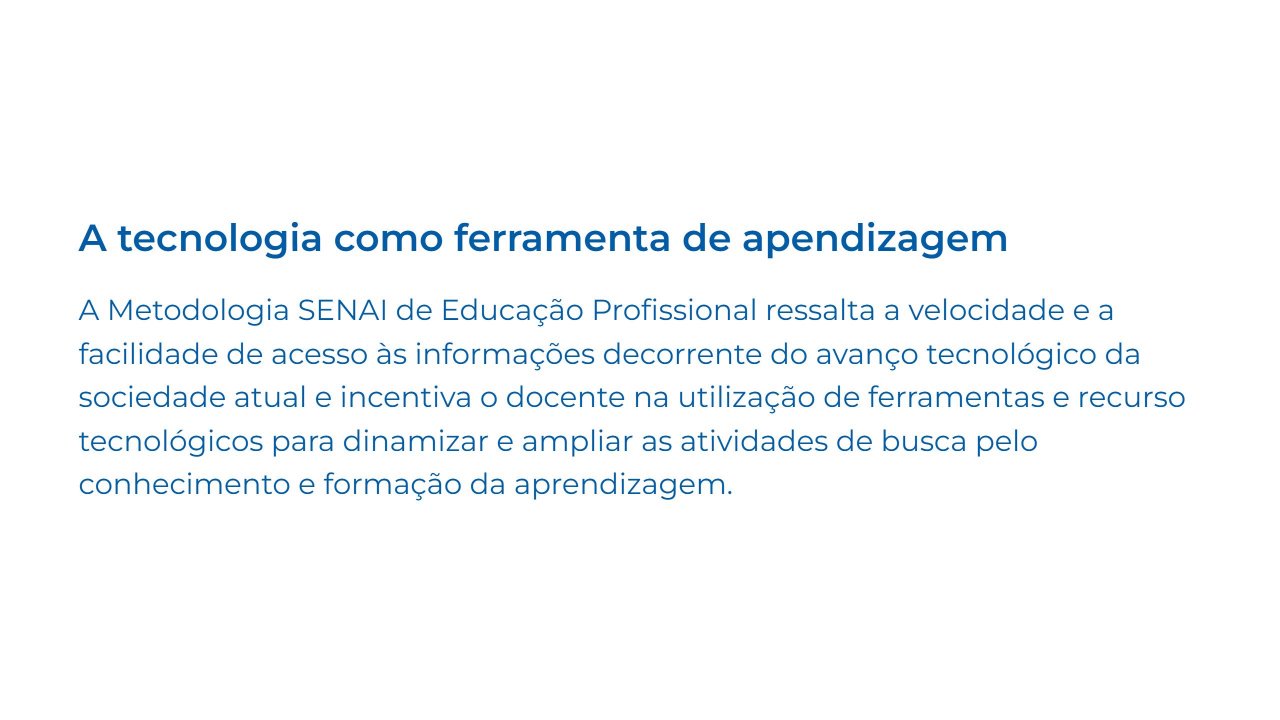 A tecnologia como ferramenta de apendizagem
A Metodologia SENAI de Educação Profissional ressalta a velocidade e a
facilidade de acesso às informações decorrente do avanço tecnológico da
sociedade atual e incentiva o docente na utilização de ferramentas e recurso
tecnológicos para dinamizar e ampliar as atividades de busca pelo
conhecimento e formação da aprendizagem.